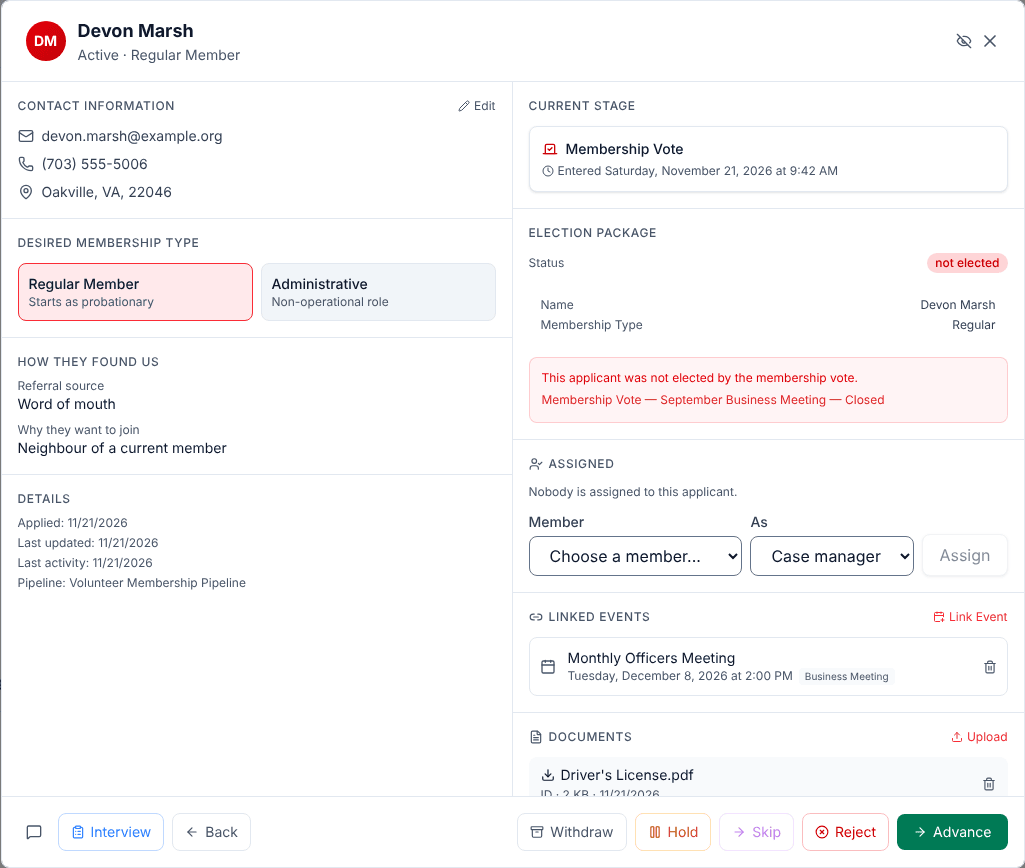 DM
Devon Marsh
Active · Regular Member
CONTACT INFORMATION
Edit
devon.marsh@example.org
(703) 555-5006
Oakville, VA, 22046
DESIRED MEMBERSHIP TYPE
Regular Member
Starts as probationary
Administrative
Non-operational role
HOW THEY FOUND US
Referral source
Word of mouth
Why they want to join
Neighbour of a current member
DETAILS
Applied: 11/21/2026
Last updated: 11/21/2026
Last activity: 11/21/2026
Pipeline: Volunteer Membership Pipeline
CURRENT STAGE
Membership Vote
Entered Saturday, November 21, 2026 at 9:42 AM
ELECTION PACKAGE
Status
not elected
Name
Devon Marsh
Membership Type
Regular
This applicant was not elected by the membership vote.
Membership Vote — September Business Meeting — Closed
ASSIGNED
Nobody is assigned to this applicant.
Member
As
Choose a member...
Case manager
Assign
LINKED EVENTS
Link Event
Monthly Officers Meeting
Tuesday, December 8, 2026 at 2:00 PM
Business Meeting
DOCUMENTS
Upload
Driver's License.pdf
ID · 2 KB · 11/21/2026
Interview
Back
Withdraw
Hold
Skip
Reject
Advance